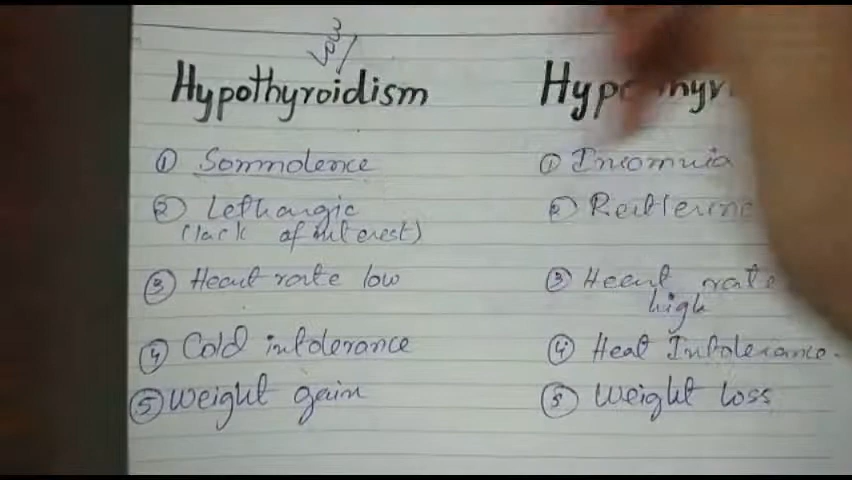 Low
Hypothyroidism
① Somnolence
② Lethargic
(lack of interest)
③ Heart rate low
④ Cold intolerance
⑤ Weight gain
① Insomnia
②
③ Heart rate
high
④ Heat Intolerance.
⑤ Weight loss